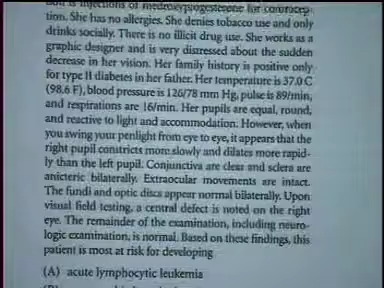 tion is injections of medroxyprogesterone for contracep-
tion. She has no allergies. She denies tobacco use and only
drinks socially. There is no illicit drug use. She works as a
graphic designer and is very distressed about the sudden
decrease in her vision. Her family history is positive only
for type II diabetes in her father. Her temperature is 37.0 C
(98.6 F), blood pressure is 126/78 mm Hg, pulse is 89/min,
and respirations are 16/min. Her pupils are equal, round,
and reactive to light and accommodation. However, when
you swing your penlight from eye to eye, it appears that the
right pupil constricts more slowly and dilates more rapid-
ly than the left pupil. Conjunctiva are clear and sclera are
anicteric bilaterally. Extraocular movements are intact.
The fundi and optic discs appear normal bilaterally. Upon
visual field testing, a central defect is noted on the right
eye. The remainder of the examination, including neuro-
logic examination, is normal. Based on these findings, this
patient is most at risk for developing
(A) acute lymphocytic leukemia